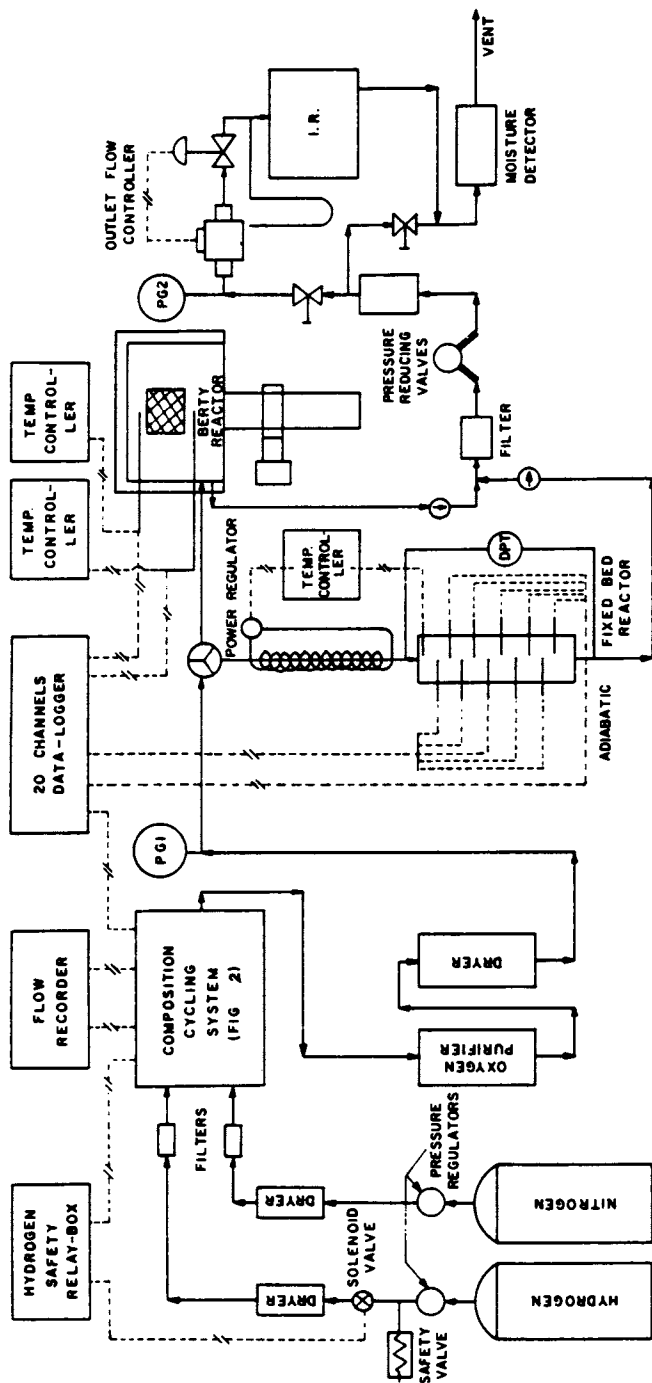 HYDROGEN
SAFETY
RELAY-BOX
FLOW
RECORDER
20 CHANNELS
DATA-LOGGER
TEMP
CONTROL-
LER
TEMP.
CONTROL-
LER
OUTLET FLOW
CONTROLLER
COMPOSITION
CYCLING
SYSTEM
(FIG 2)
PG1
PG2
I.R.
BERTY
REACTOR
POWER REGULATOR
TEMP.
CONTROL-
LER
FILTERS
DRYER
DRYER
SOLENOID
VALVE
SAFETY
VALVE
PRESSURE
REGULATORS
HYDROGEN
NITROGEN
OXYGEN
PURIFIER
DRYER
ADIABATIC
FIXED BED
REACTOR
DPT
FILTER
PRESSURE
REDUCING
VALVES
MOISTURE
DETECTOR
VENT